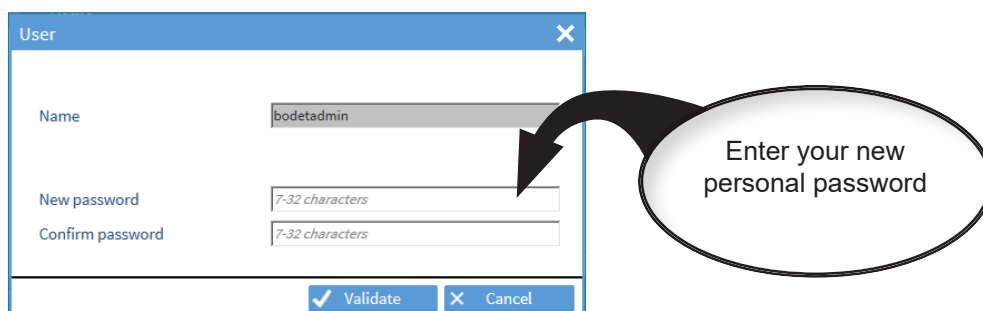 User
Name
bodetadmin
Enter your new
personal password
New password
7-32 characters
Confirm password
7-32 characters
Validate
Cancel